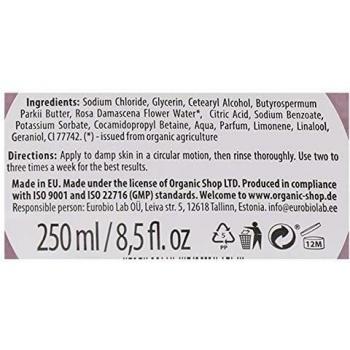 Ingredients: Sodium Chloride, Glycerin, Cetearyl Alcohol, Butyrospermum
Parkii Butter, Rosa Damascena Flower Water*, Citric Acid, Sodium Benzoate,
Potassium Sorbate, Cocamidopropyl Betaine, Aqua, Parfum, Limonene, Linalool,
Geraniol, CI 77742. (*) - issued from organic agriculture
Directions: Apply to damp skin in a circular motion, then rinse thoroughly. Use two to
three times a week for the best results.
Made in EU. Made under the license of Organic Shop LTD. Produced in compliance
with ISO 9001 and ISO 22716 (GMP) standards. Welcome to www.organic-shop.de
Responsible person: Eurobio Lab OÜ, Leiva str. 5, 12618 Tallinn, Estonia. info@eurobiolab.ee
250 ml / 8,5 fl. oz
5
PP
12M